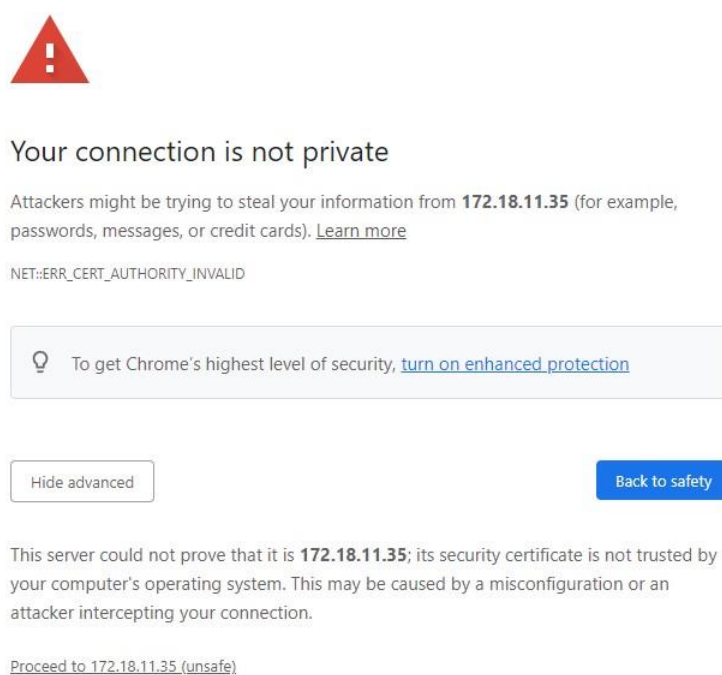 Your connection is not private
Attackers might be trying to steal your information from 172.18.11.35 (for example,
passwords, messages, or credit cards). Learn more
NET::ERR_CERT_AUTHORITY_INVALID
To get Chrome's highest level of security, turn on enhanced protection
Hide advanced
Back to safety
This server could not prove that it is 172.18.11.35; its security certificate is not trusted by
your computer's operating system. This may be caused by a misconfiguration or an
attacker intercepting your connection.
Proceed to 172.18.11.35 (unsafe)